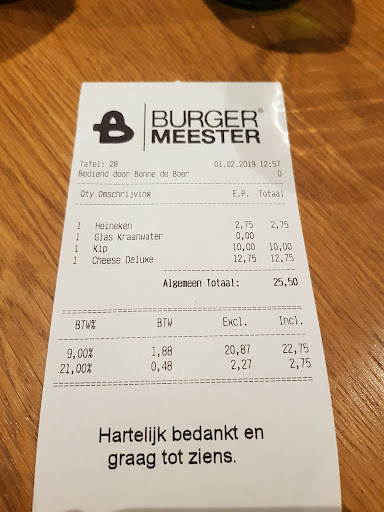 BURGER®
MEESTER
Tafel: 28 01.02.2019 12:57
Bediend door Bonne de Boer 0
Qty Omschrijving E.P. Totaal
1 Heineken 2,75 2,75
1 Glas Kraanwater 0,00
1 Kip 10,00 10,00
1 Cheese Deluxe 12,75 12,75
Algemeen Totaal: 25,50
BTW% BTW Excl. Incl.
9,00% 1,88 20,87 22,75
21,00% 0,48 2,27 2,75
Hartelijk bedankt en
graag tot ziens.